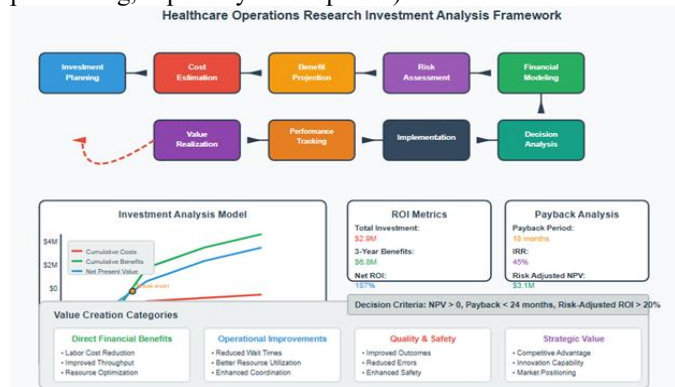 Healthcare Operations Research Investment Analysis Framework
Investment
Planning
Cost
Estimation
Benefit
Projection
Risk
Assessment
Financial
Modeling
Value
Realization
Performance
Tracking
Implementation
Decision
Analysis
Investment Analysis Model
$4M
$2M
$0
Cumulative Costs
Cumulative Benefits
Net Present Value
ROI Metrics
Total Investment:
$2.9M
3-Year Benefits:
$6.8M
Net ROI:
187%
Payback Analysis
Payback Period:
18 months
IRR:
45%
Risk Adjusted NPV:
$3.1M
Decision Criteria: NPV > 0, Payback < 24 months, Risk-Adjusted ROI > 20%
Value Creation Categories
Direct Financial Benefits
• Labor Cost Reduction
• Improved Throughput
• Resource Optimization
Operational Improvements
• Reduced Wait Times
• Better Resource Utilization
• Enhanced Coordination
Quality & Safety
• Improved Outcomes
• Reduced Errors
• Enhanced Safety
Strategic Value
• Competitive Advantage
• Innovation Capability
• Market Positioning